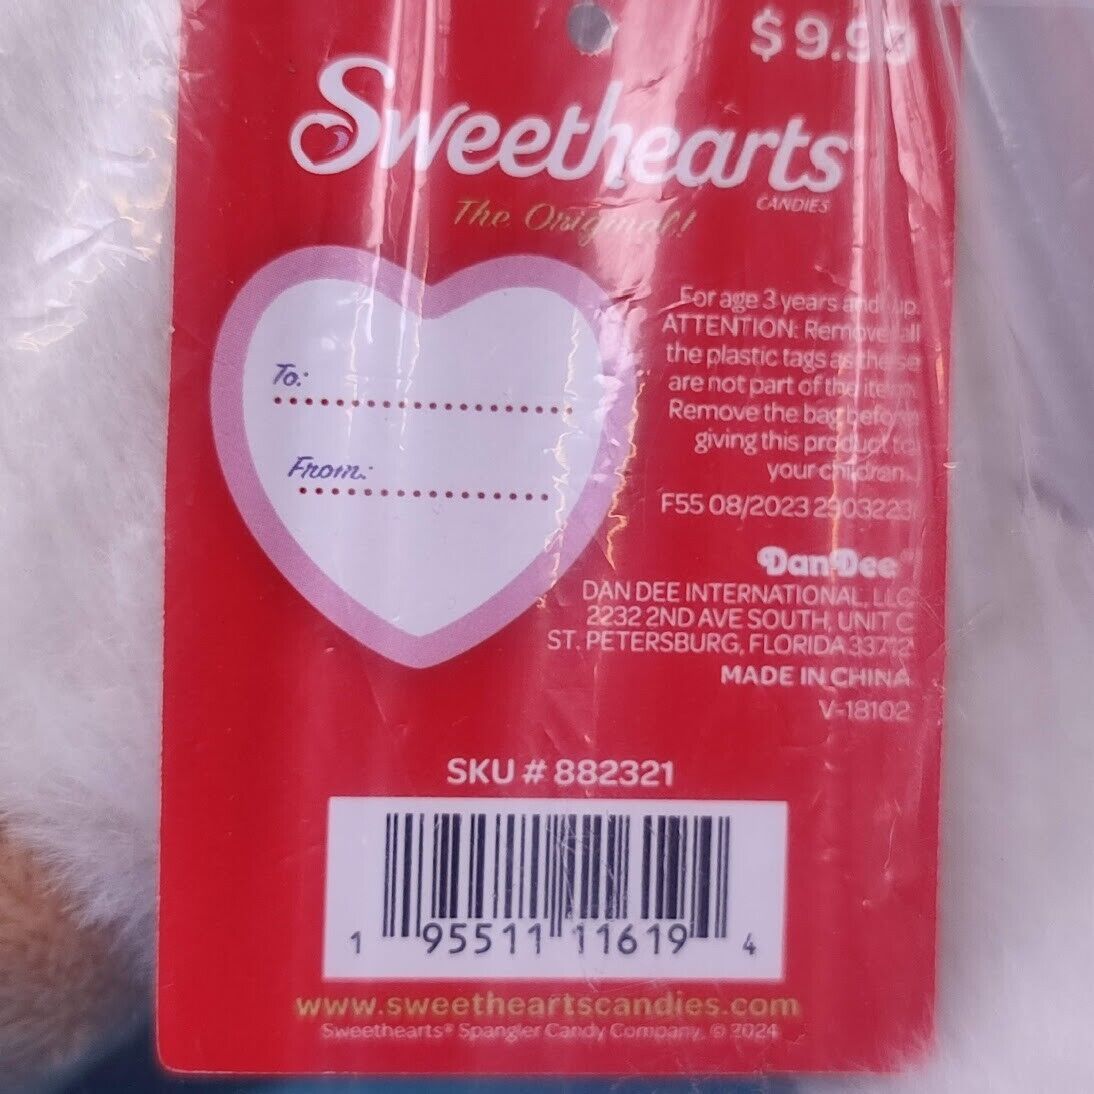 $9.99
Sweethearts®
CANDIES
The Original!
To:
From:
For age 3 years and up.
ATTENTION: Remove all
the plastic tags as these
are not part of the item.
Remove the bag before
giving this product to
your children.
F55 08/2023 2903223
DanDee®
DAN DEE INTERNATIONAL, LLC
2232 2ND AVE SOUTH, UNIT C
ST. PETERSBURG, FLORIDA 33712
MADE IN CHINA
V-18102
SKU # 882321
1 95511 11619 4
www.sweetheartscandies.com
Sweethearts® Spangler Candy Company, © 2024